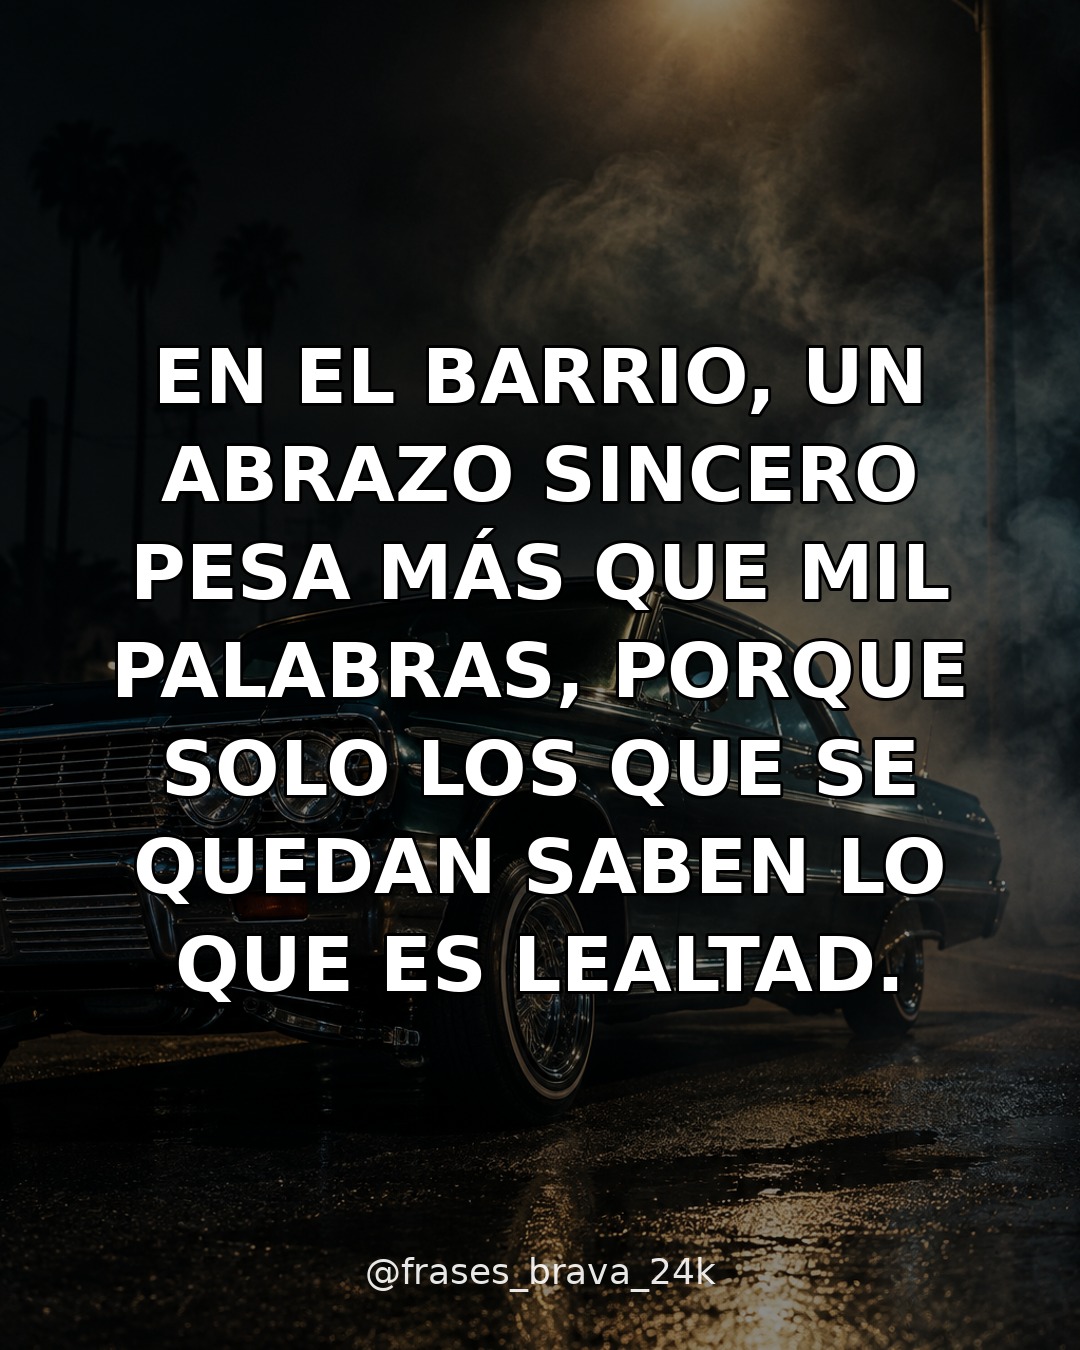 EN EL BARRIO, UN
ABRAZO SINCERO
PESA MÁS QUE MIL
PALABRAS, PORQUE
SOLO LOS QUE SE
QUEDAN SABEN LO
QUE ES LEALTAD.
@frases_brava_24k